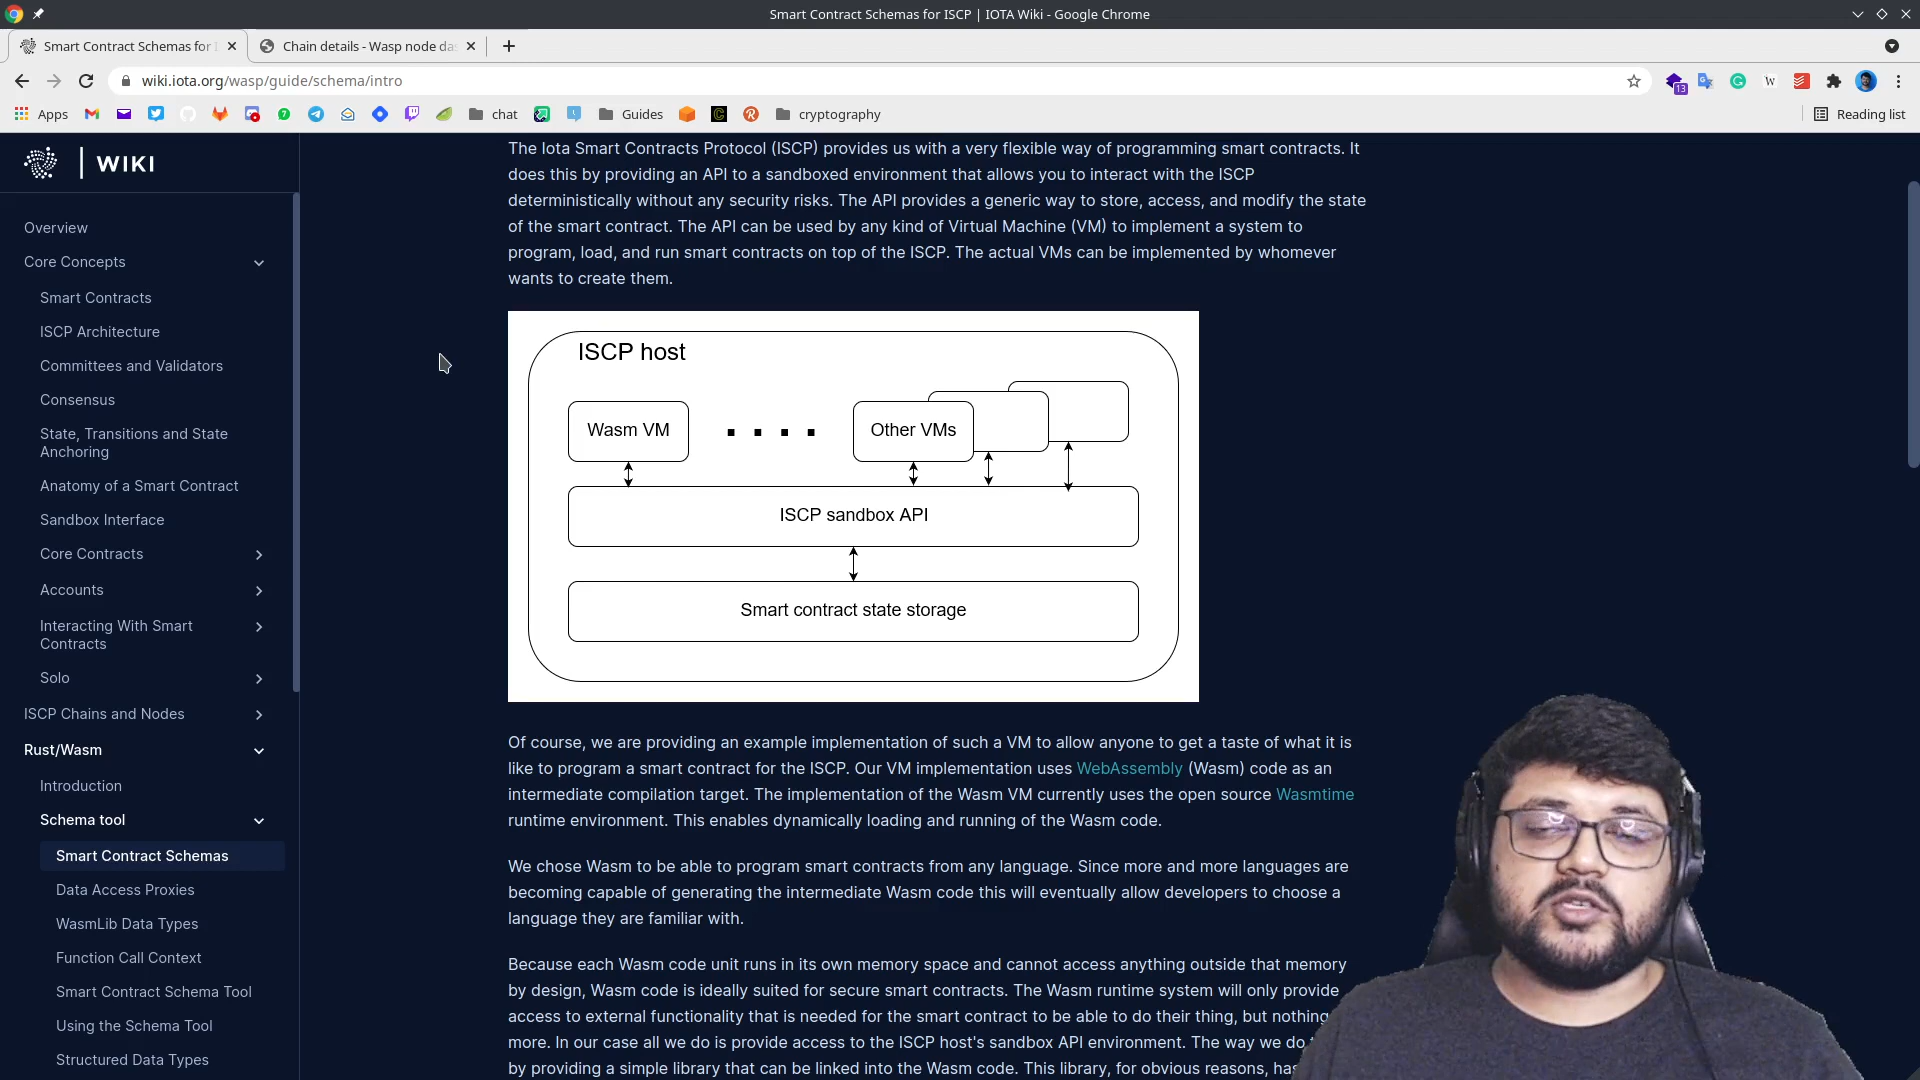 Smart Contract Schemas for ISCP | IOTA Wiki - Google Chrome
Smart Contract Schemas for I
Chain details - Wasp node das
wiki.iota.org/wasp/guide/schema/intro
13
Apps
chat
Guides
cryptography
Reading list
WIKI
Overview
Core Concepts
Smart Contracts
ISCP Architecture
Committees and Validators
Consensus
State, Transitions and State
Anchoring
Anatomy of a Smart Contract
Sandbox Interface
Core Contracts
Accounts
Interacting With Smart
Contracts
Solo
ISCP Chains and Nodes
Rust/Wasm
Introduction
Schema tool
Smart Contract Schemas
Data Access Proxies
WasmLib Data Types
Function Call Context
Smart Contract Schema Tool
Using the Schema Tool
Structured Data Types
The Iota Smart Contracts Protocol (ISCP) provides us with a very flexible way of programming smart contracts. It
does this by providing an API to a sandboxed environment that allows you to interact with the ISCP
deterministically without any security risks. The API provides a generic way to store, access, and modify the state
of the smart contract. The API can be used by any kind of Virtual Machine (VM) to implement a system to
program, load, and run smart contracts on top of the ISCP. The actual VMs can be implemented by whomever
wants to create them.
ISCP host
Wasm VM
Other VMs
ISCP sandbox API
Smart contract state storage
Of course, we are providing an example implementation of such a VM to allow anyone to get a taste of what it is
like to program a smart contract for the ISCP. Our VM implementation uses WebAssembly (Wasm) code as an
intermediate compilation target. The implementation of the Wasm VM currently uses the open source Wasmtime
runtime environment. This enables dynamically loading and running of the Wasm code.
We chose Wasm to be able to program smart contracts from any language. Since more and more languages are
becoming capable of generating the intermediate Wasm code this will eventually allow developers to choose a
language they are familiar with.
Because each Wasm code unit runs in its own memory space and cannot access anything outside that memory
by design, Wasm code is ideally suited for secure smart contracts. The Wasm runtime system will only provide
access to external functionality that is needed for the smart contract to be able to do their thing, but nothing
more. In our case all we do is provide access to the ISCP host's sandbox API environment. The way we do
by providing a simple library that can be linked into the Wasm code. This library, for obvious reasons, has